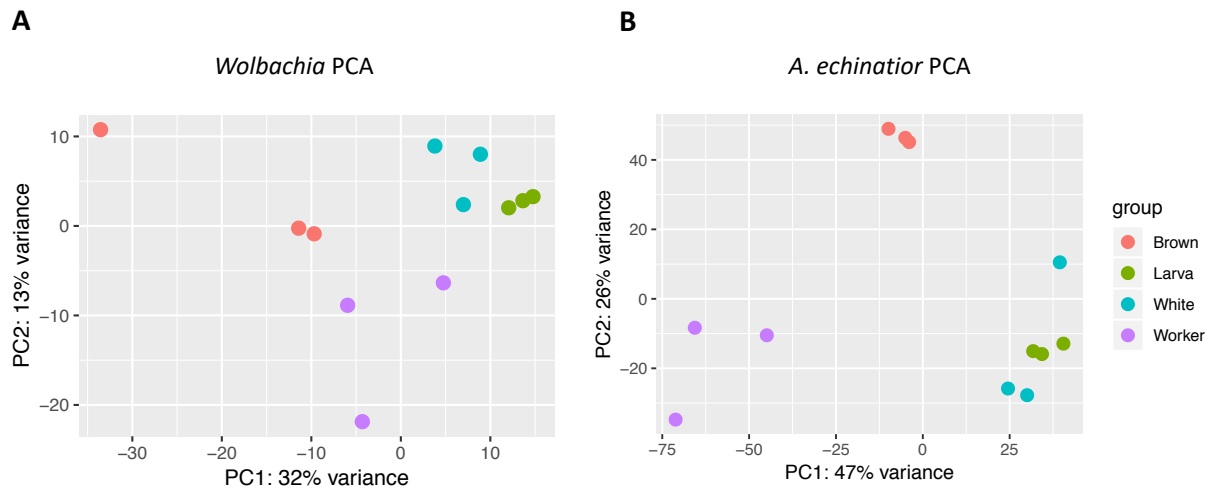 A
Wolbachia PCA
10
0
−10
−20
PC2: 13% variance
−30
−20
−10
0
10
PC1: 32% variance
B
A. echinatior PCA
40
20
0
−20
PC2: 26% variance
−75
−50
−25
0
25
PC1: 47% variance
group
Brown
Larva
White
Worker